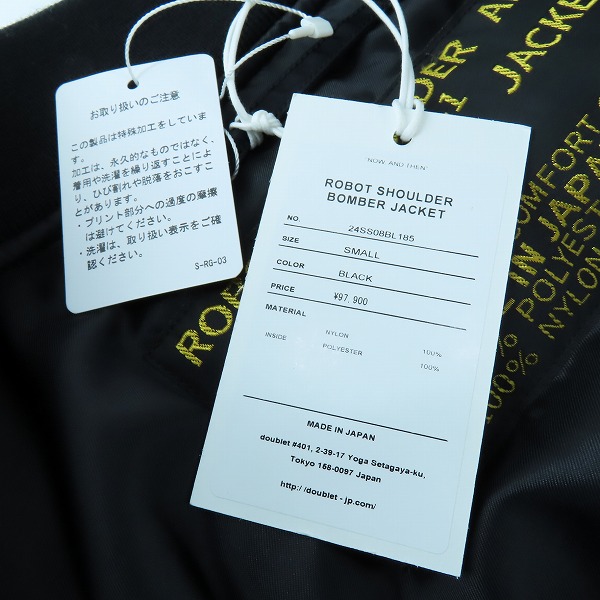 お取り扱いのご注意
この製品は特殊加工をしています。
加工は、永久的なものではなく、
着用や洗濯を繰り返すことにより、ひび割れや脱落をおこすことがあります。
・プリント部分への過度の摩擦は避けてください。
・洗濯は、取り扱い表示をご確認ください。
S-RG-03
"NOW AND THEN"
ROBOT SHOULDER
BOMBER JACKET
NO. 24SS08BL185
SIZE SMALL
COLOR BLACK
PRICE ¥97,900
MATERIAL
INSIDE NYLON 100%
POLYESTER 100%
MADE IN JAPAN
doublet #401, 2-39-17 Yoga Setagaya-ku,
Tokyo 158-0097 Japan
http://doublet-jp.com/
JACKE
COMFORT
IN JAPAN
% POLYESTE
100% NYLON